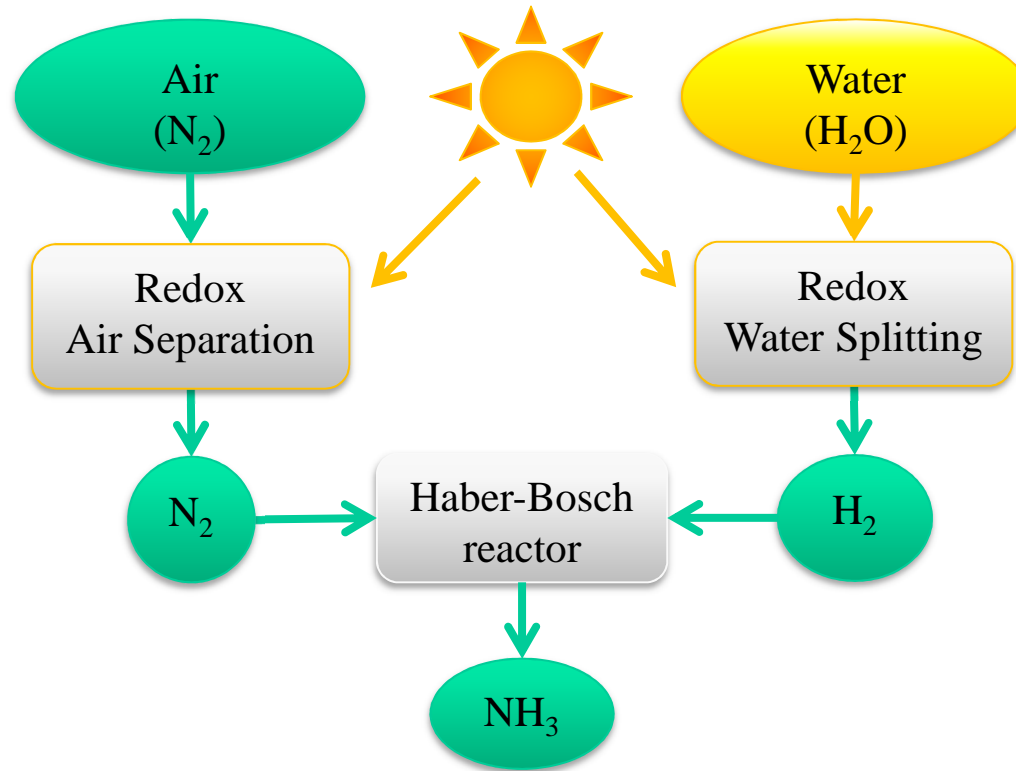 Air
(N₂)
Water
(H₂O)
Redox
Air Separation
Redox
Water Splitting
N₂
Haber-Bosch
reactor
H₂
NH₃